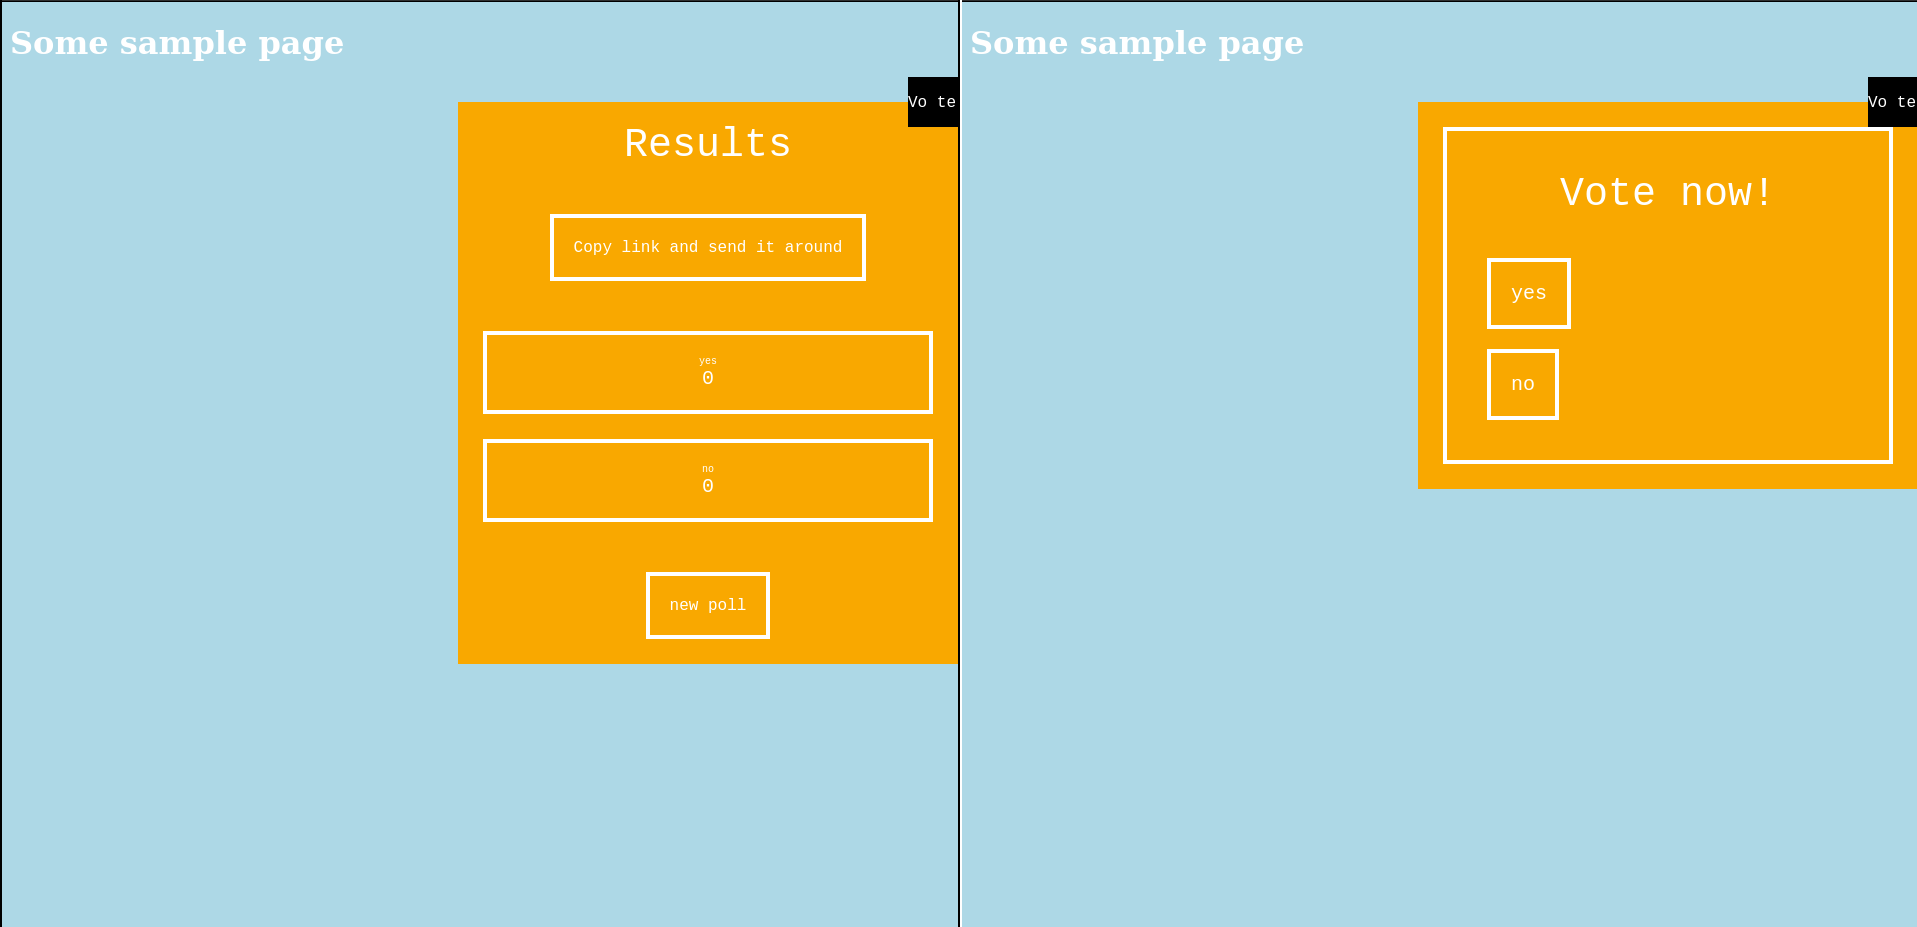 Some sample page
Vo te
Results
Copy link and send it around
yes
0
no
0
new poll
Some sample page
Vo te
Vote now!
yes
no